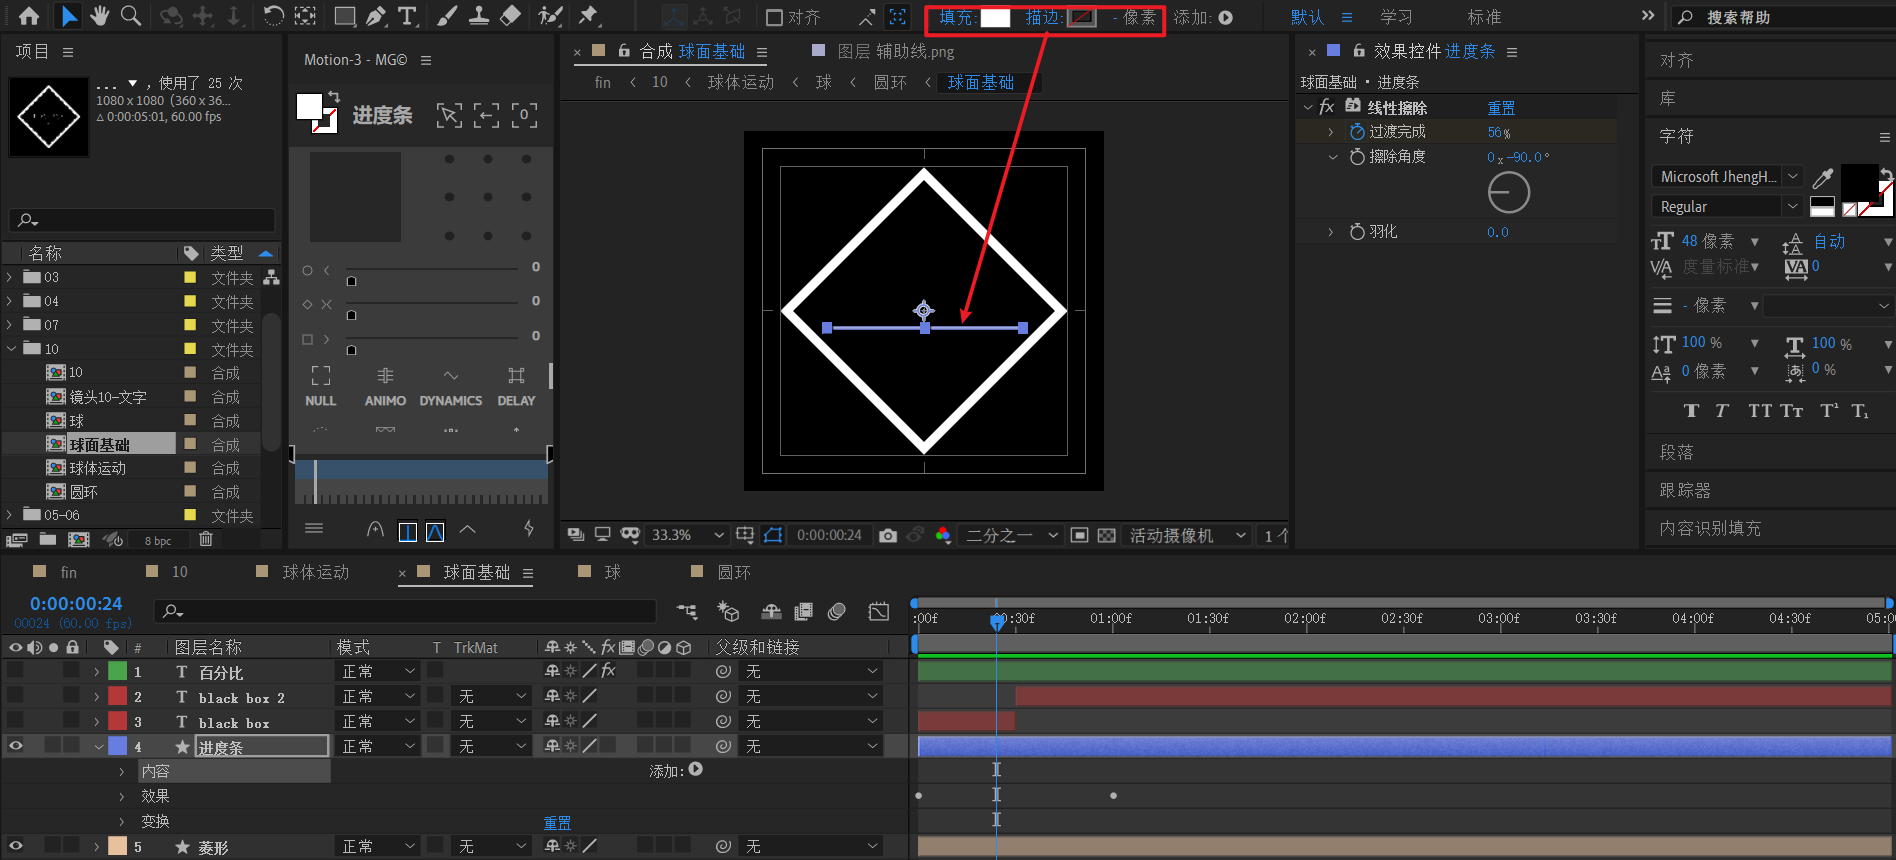 对齐
填充:
描边:
- 像素
添加:
默认
学习
标准
搜索帮助
项目
... ▼ , 使用了 25 次
1080 x 1080 (360 x 36...
△ 0:00:05:01, 60.00 fps
名称
类型
03
文件夹
04
文件夹
07
文件夹
10
文件夹
10
合成
镜头10-文字
合成
球
合成
球面基础
合成
球体运动
合成
圆环
合成
05-06
文件夹
8 bpc
Motion-3 - MG©
进度条
0
0
0
0
NULL
ANIMO
DYNAMICS
DELAY
× 合成 球面基础
图层 辅助线.png
fin ‹ 10 ‹ 球体运动 ‹ 球 ‹ 圆环 ‹ 球面基础
33.3%
0:00:00:24
二分之一
活动摄像机
1 个
× 效果控件 进度条
球面基础 · 进度条
fx 线性擦除
重置
过渡完成
56%
擦除角度
0x-90.0°
羽化
0.0
对齐
库
字符
Microsoft JhengH...
Regular
48 像素
自动
度量标准
0
- 像素
100 %
100 %
0 像素
0 %
T T TT Tт T¹ T₁
段落
跟踪器
内容识别填充
fin
10
球体运动
× 球面基础
球
圆环
0:00:00:24
00024 (60.00 fps)
:00f
0:30f
01:00f
01:30f
02:00f
02:30f
03:00f
03:30f
04:00f
04:30f
05:00
#
图层名称
模式
T TrkMat
fx
父级和链接
1 T 百分比
正常
fx
无
2 T black box 2
正常
无
无
3 T black box
正常
无
无
4 进度条
正常
无
无
内容
添加:
效果
变换
重置
5 菱形
正常
无
无